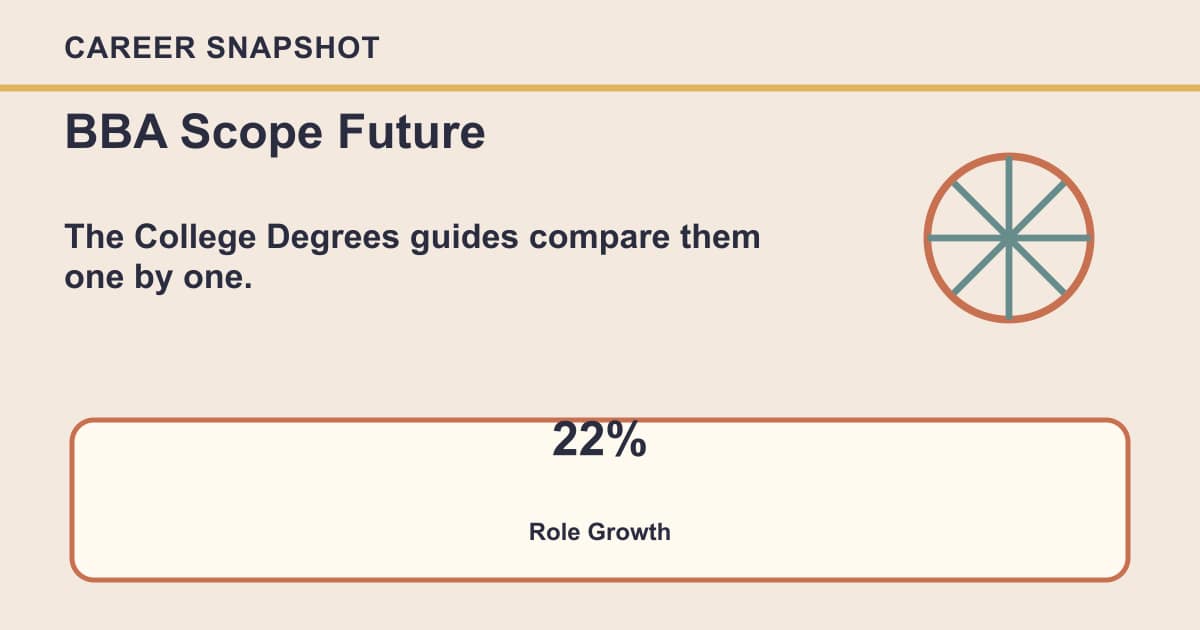 CAREER SNAPSHOT
BBA Scope Future
The College Degrees guides compare them
one by one.
22%
Role Growth